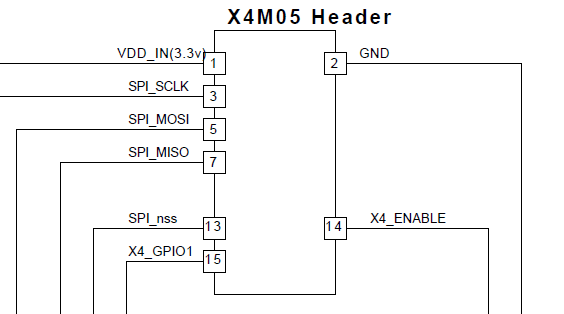 X4M05 Header
VDD_IN(3.3v) 1 2 GND
SPI_SCLK 3
SPI_MOSI 5
SPI_MISO 7
SPI_nss 13 14 X4_ENABLE
X4_GPIO1 15